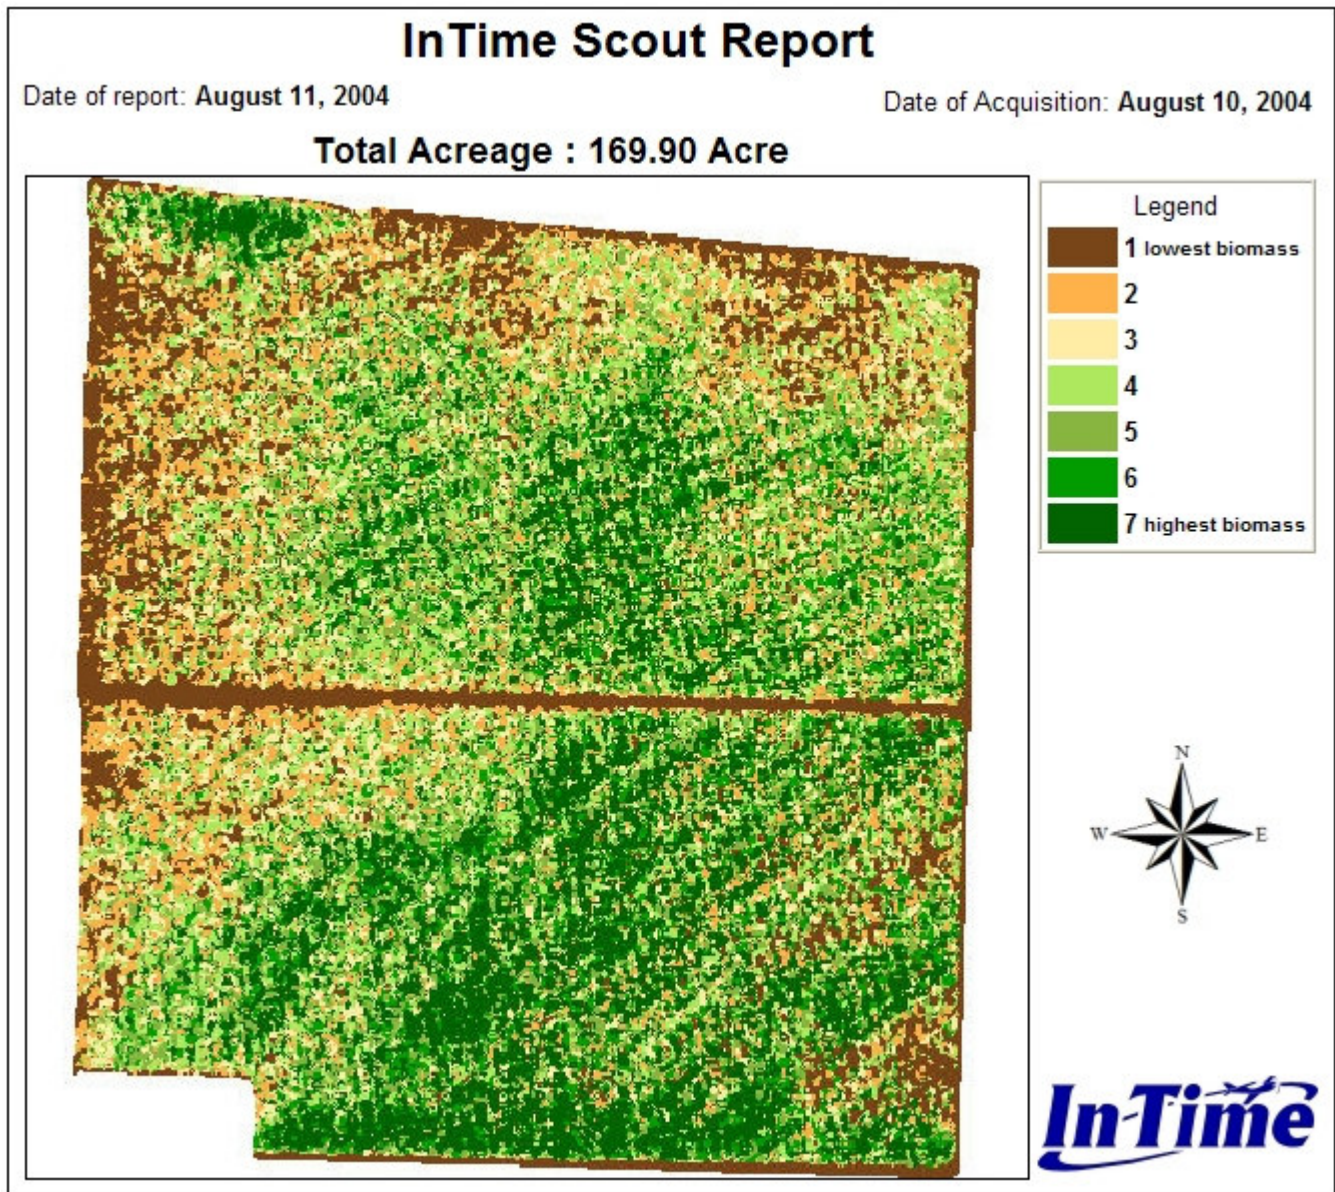 InTime Scout Report
Date of report: August 11, 2004
Date of Acquisition: August 10, 2004
Total Acreage : 169.90 Acre
Legend
1 lowest biomass
2
3
4
5
6
7 highest biomass
N
W E
S
In-Time